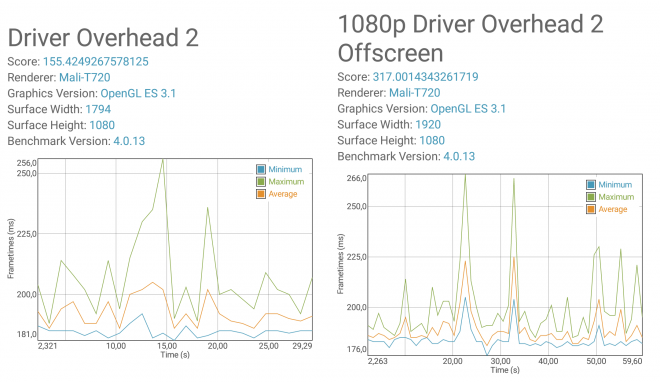 Driver Overhead 2
Score: 155.4249267578125
Renderer: Mali-T720
Graphics Version: OpenGL ES 3.1
Surface Width: 1794
Surface Height: 1080
Benchmark Version: 4.0.13
256,0
250,0
225,0
200,0
181,0
Frametimes (ms)
Minimum
Maximum
Average
2,321
10,00
15,00
20,00
25,00
29,29
Time (s)
1080p Driver Overhead 2
Offscreen
Score: 317.0014343261719
Renderer: Mali-T720
Graphics Version: OpenGL ES 3.1
Surface Width: 1920
Surface Height: 1080
Benchmark Version: 4.0.13
266,0
250,0
225,0
200,0
176,0
Frametimes (ms)
Minimum
Maximum
Average
2,263
20,00
30,00
40,00
50,00
59,60
Time (s)